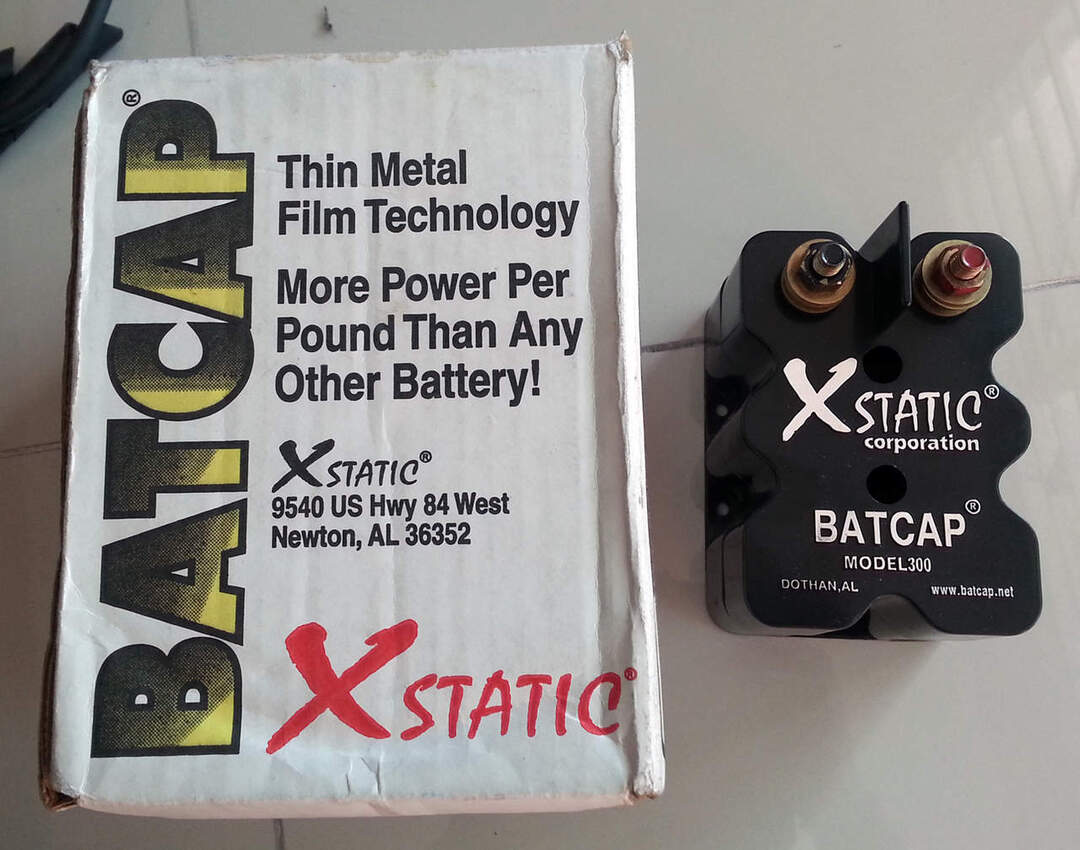 BATCAP®
Thin Metal
Film Technology
More Power Per
Pound Than Any
Other Battery!
XSTATIC®
9540 US Hwy 84 West
Newton, AL 36352
XSTATIC®
XSTATIC®
corporation
BATCAP®
MODEL300
DOTHAN,AL
www.batcap.net